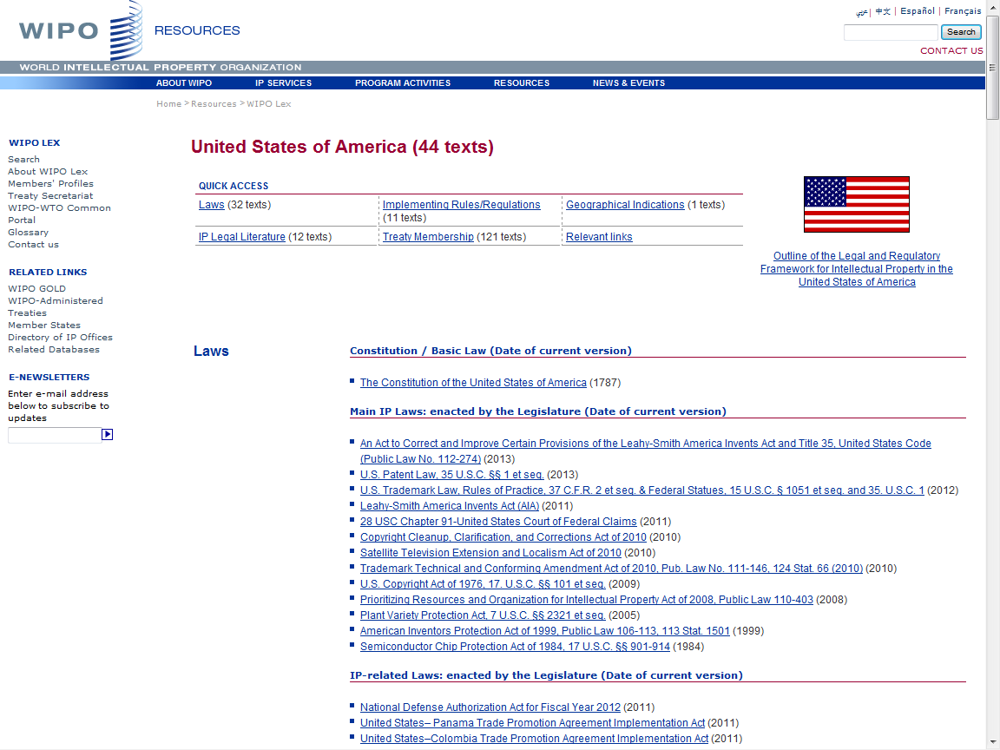 WIPO
RESOURCES
عربي | 中文 | Español | Français
Search
CONTACT US
WORLD INTELLECTUAL PROPERTY ORGANIZATION
ABOUT WIPO IP SERVICES PROGRAM ACTIVITIES RESOURCES NEWS & EVENTS
Home > Resources > WIPO Lex
WIPO LEX
Search
About WIPO Lex
Members' Profiles
Treaty Secretariat
WIPO-WTO Common
Portal
Glossary
Contact us
RELATED LINKS
WIPO GOLD
WIPO-Administered
Treaties
Member States
Directory of IP Offices
Related Databases
E-NEWSLETTERS
Enter e-mail address
below to subscribe to
updates
United States of America (44 texts)
QUICK ACCESS
Laws (32 texts)
Implementing Rules/Regulations
(11 texts)
Geographical Indications (1 texts)
IP Legal Literature (12 texts)
Treaty Membership (121 texts)
Relevant links
Outline of the Legal and Regulatory
Framework for Intellectual Property in the
United States of America
Laws
Constitution / Basic Law (Date of current version)
The Constitution of the United States of America (1787)
Main IP Laws: enacted by the Legislature (Date of current version)
An Act to Correct and Improve Certain Provisions of the Leahy-Smith America Invents Act and Title 35, United States Code
(Public Law No. 112-274) (2013)
U.S. Patent Law, 35 U.S.C. §§ 1 et seq. (2013)
U.S. Trademark Law, Rules of Practice, 37 C.F.R. 2 et seq. & Federal Statues, 15 U.S.C. § 1051 et seq. and 35. U.S.C. 1 (2012)
Leahy-Smith America Invents Act (AIA) (2011)
28 USC Chapter 91-United States Court of Federal Claims (2011)
Copyright Cleanup, Clarification, and Corrections Act of 2010 (2010)
Satellite Television Extension and Localism Act of 2010 (2010)
Trademark Technical and Conforming Amendment Act of 2010, Pub. Law No. 111-146, 124 Stat. 66 (2010) (2010)
U.S. Copyright Act of 1976, 17. U.S.C. §§ 101 et seq. (2009)
Prioritizing Resources and Organization for Intellectual Property Act of 2008, Public Law 110-403 (2008)
Plant Variety Protection Act, 7 U.S.C. §§ 2321 et seq. (2005)
American Inventors Protection Act of 1999, Public Law 106-113, 113 Stat. 1501 (1999)
Semiconductor Chip Protection Act of 1984, 17 U.S.C. §§ 901-914 (1984)
IP-related Laws: enacted by the Legislature (Date of current version)
National Defense Authorization Act for Fiscal Year 2012 (2011)
United States– Panama Trade Promotion Agreement Implementation Act (2011)
United States–Colombia Trade Promotion Agreement Implementation Act (2011)